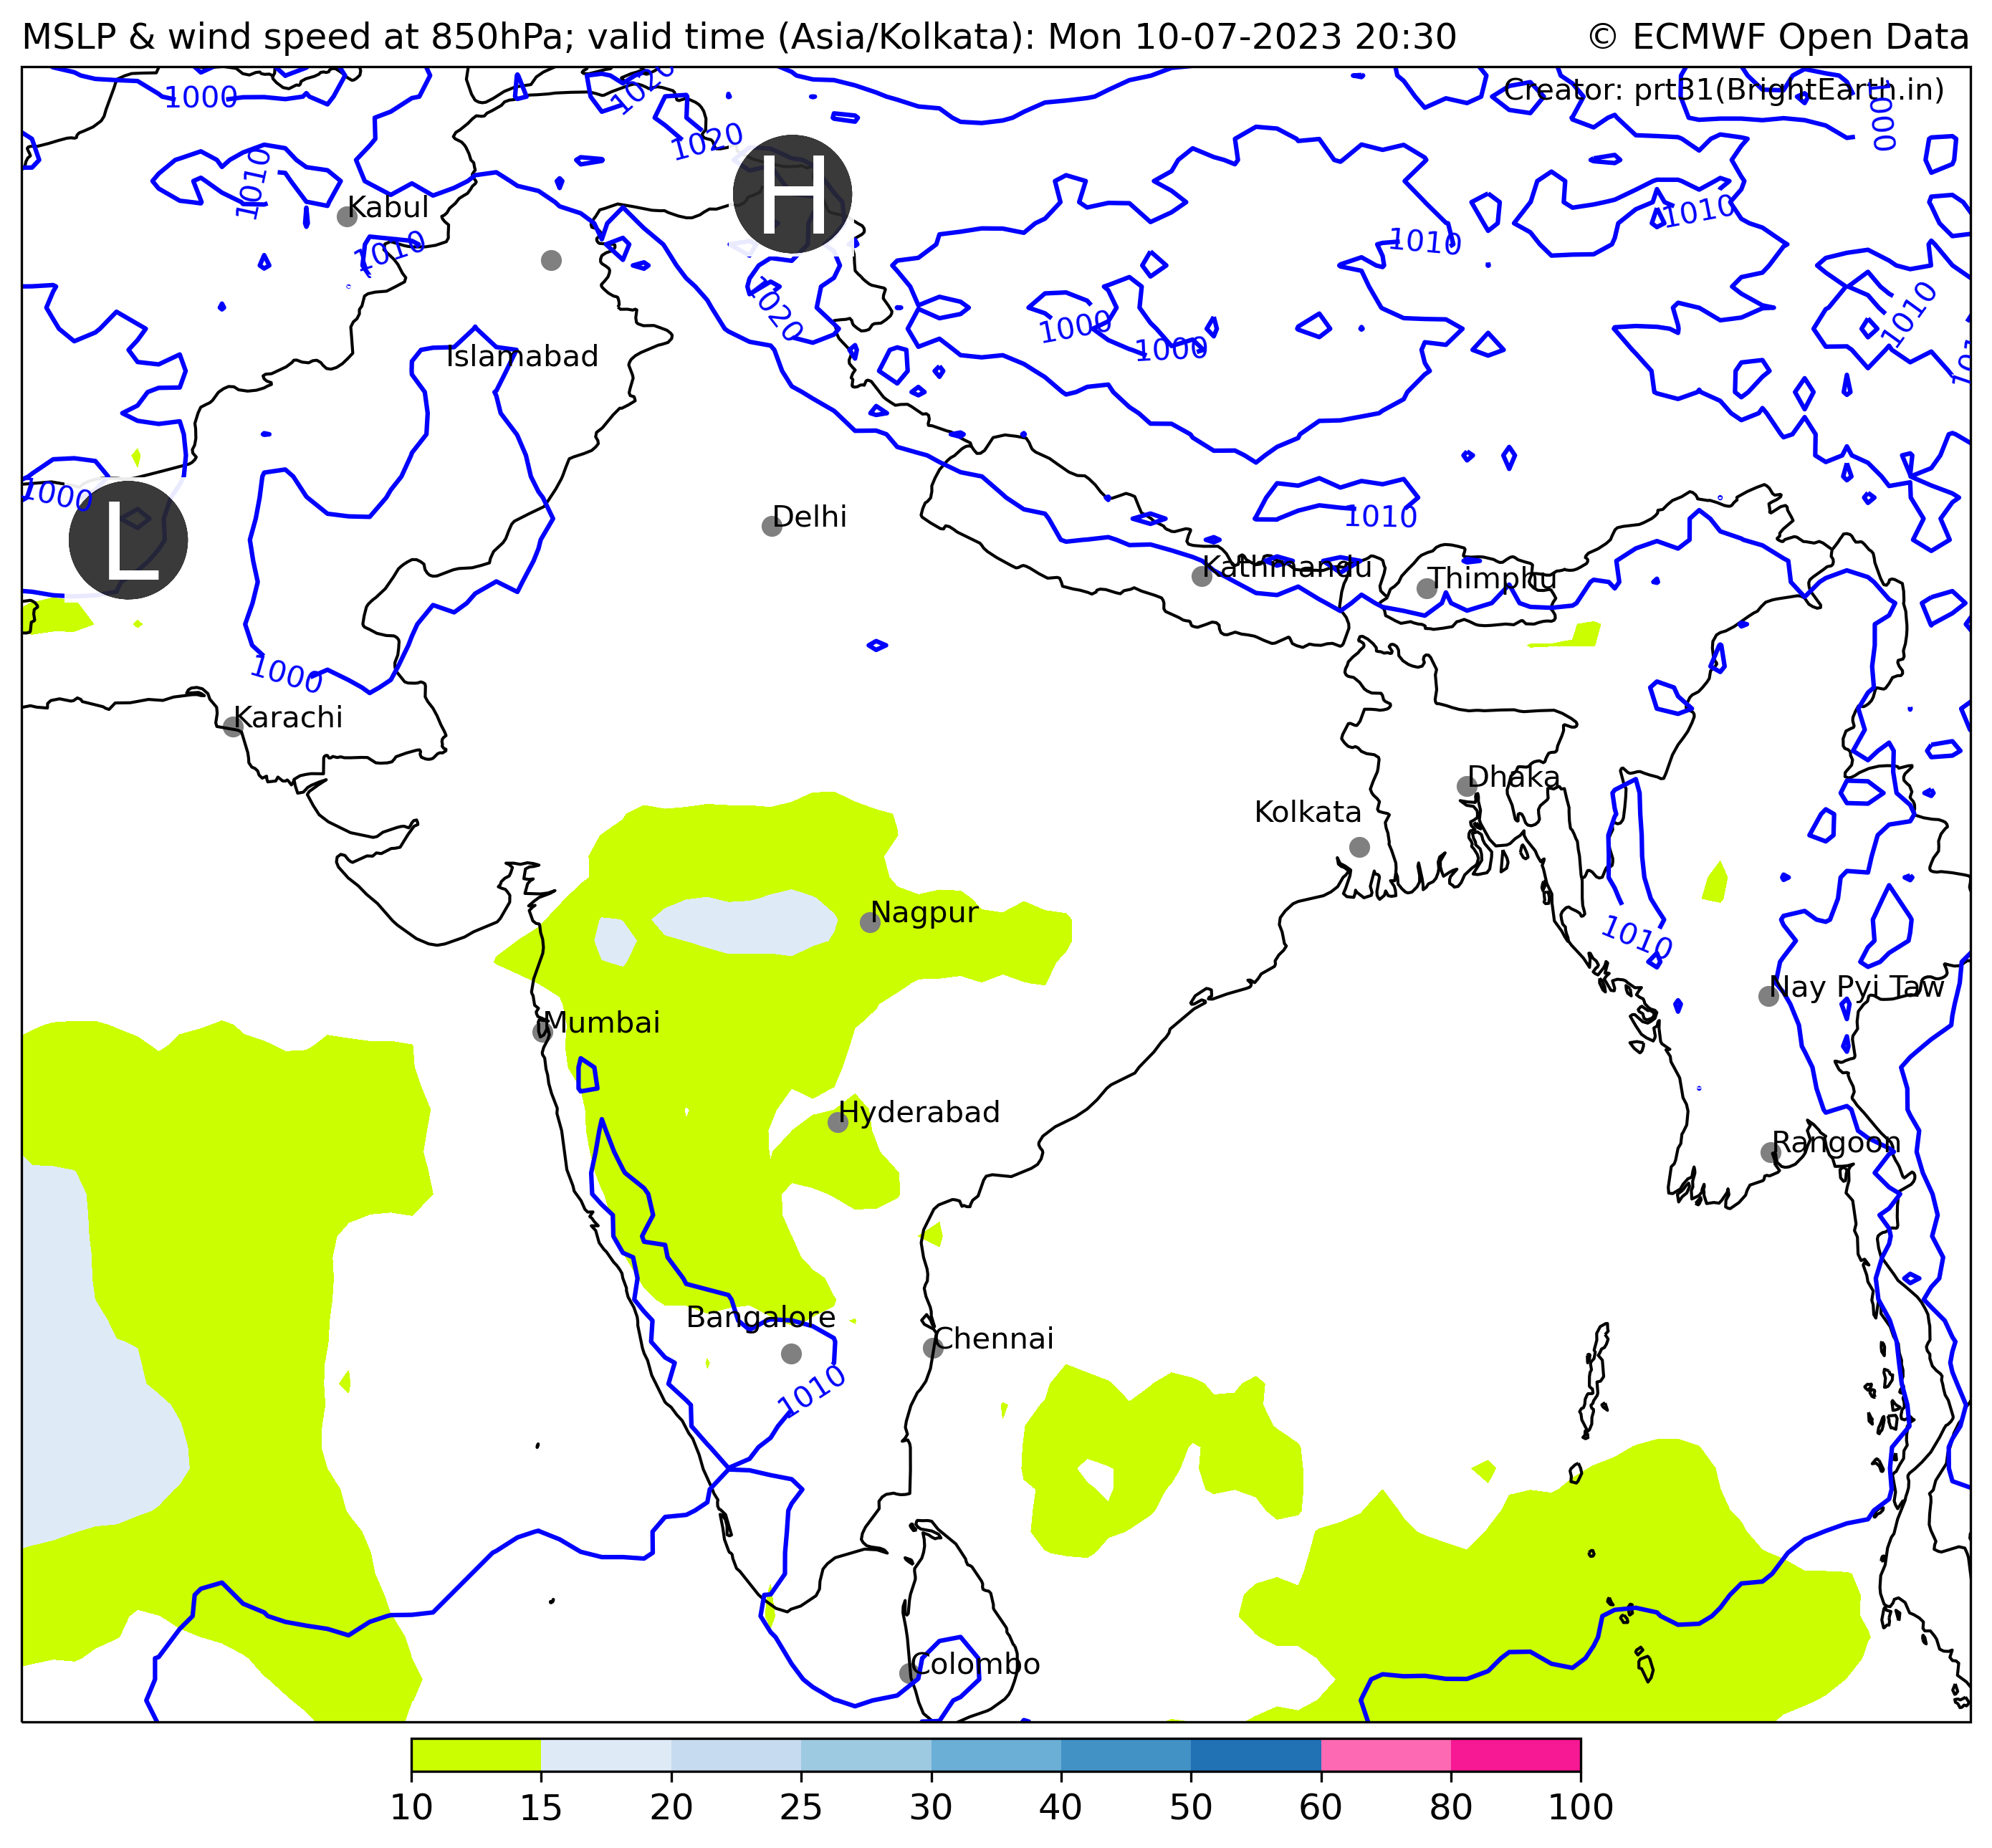 MSLP & wind speed at 850hPa; valid time (Asia/Kolkata): Mon 10-07-2023 20:30
© ECMWF Open Data
Creator: prtB1(BrightEarth.in)
1000
1020
1000
1020
H
1010
Kabul
1010
1010
1010
1010
1020
1000
1000
1010
Islamabad
1000
L
Delhi
1010
Kathmandu
Thimphu
1000
Karachi
Dhaka
Kolkata
Nagpur
1010
Nay Pyi Taw
Mumbai
Hyderabad
Rangoon
Bangalore
Chennai
1010
Colombo
10 15 20 25 30 40 50 60 80 100